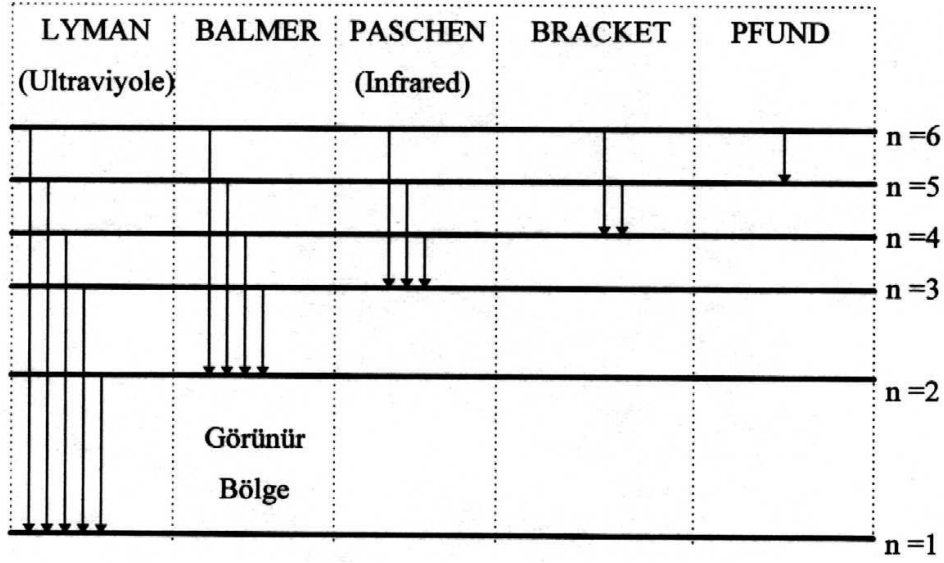 LYMAN BALMER PASCHEN BRACKET PFUND
(Ultraviyole) (Infrared)
n =6
n =5
n =4
n =3
n =2
Görünür
Bölge
n =1